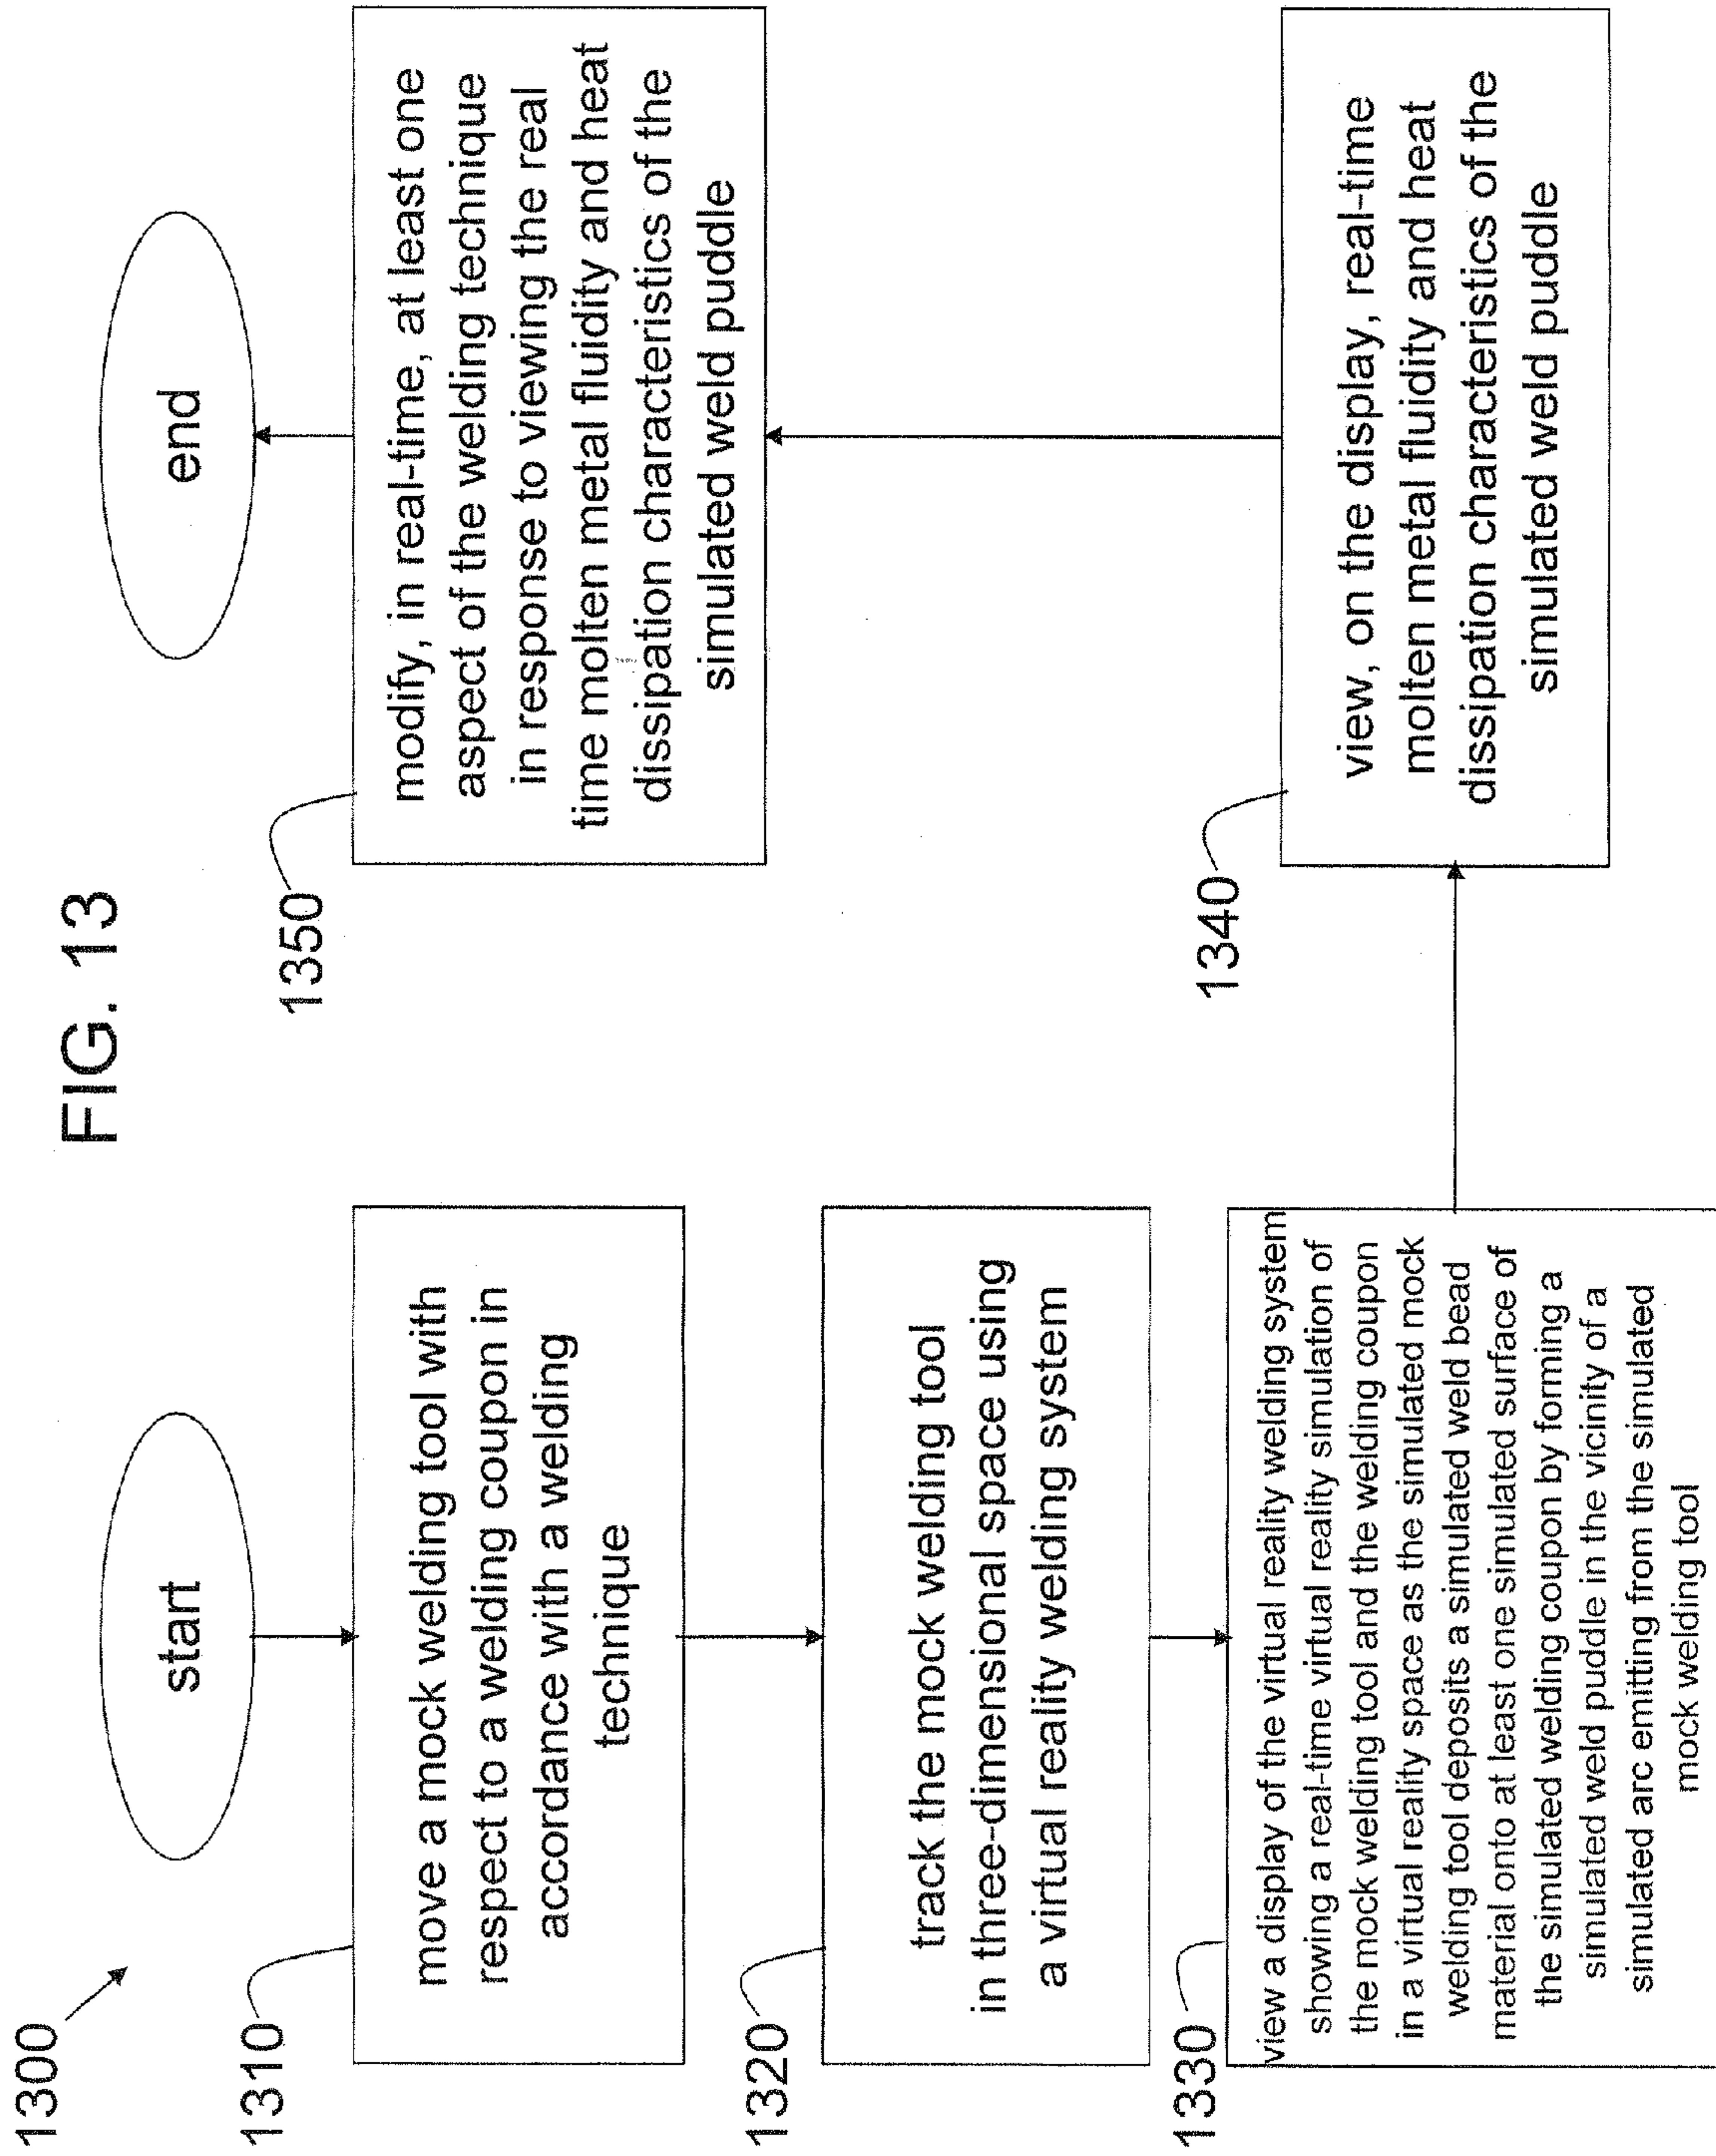 FIG. 13
1300
start
1310
move a mock welding tool with
respect to a welding coupon in
accordance with a welding
technique
1320
track the mock welding tool
in three-dimensional space using
a virtual reality welding system
1330
view a display of the virtual reality welding system
showing a real-time virtual reality simulation of
the mock welding tool and the welding coupon
in a virtual reality space as the simulated mock
welding tool deposits a simulated weld bead
material onto at least one simulated surface of
the simulated welding coupon by forming a
simulated weld puddle in the vicinity of a
simulated arc emitting from the simulated
mock welding tool
1340
view, on the display, real-time
molten metal fluidity and heat
dissipation characteristics of the
simulated weld puddle
1350
modify, in real-time, at least one
aspect of the welding technique
in response to viewing the real
time molten metal fluidity and heat
dissipation characteristics of the
simulated weld puddle
end